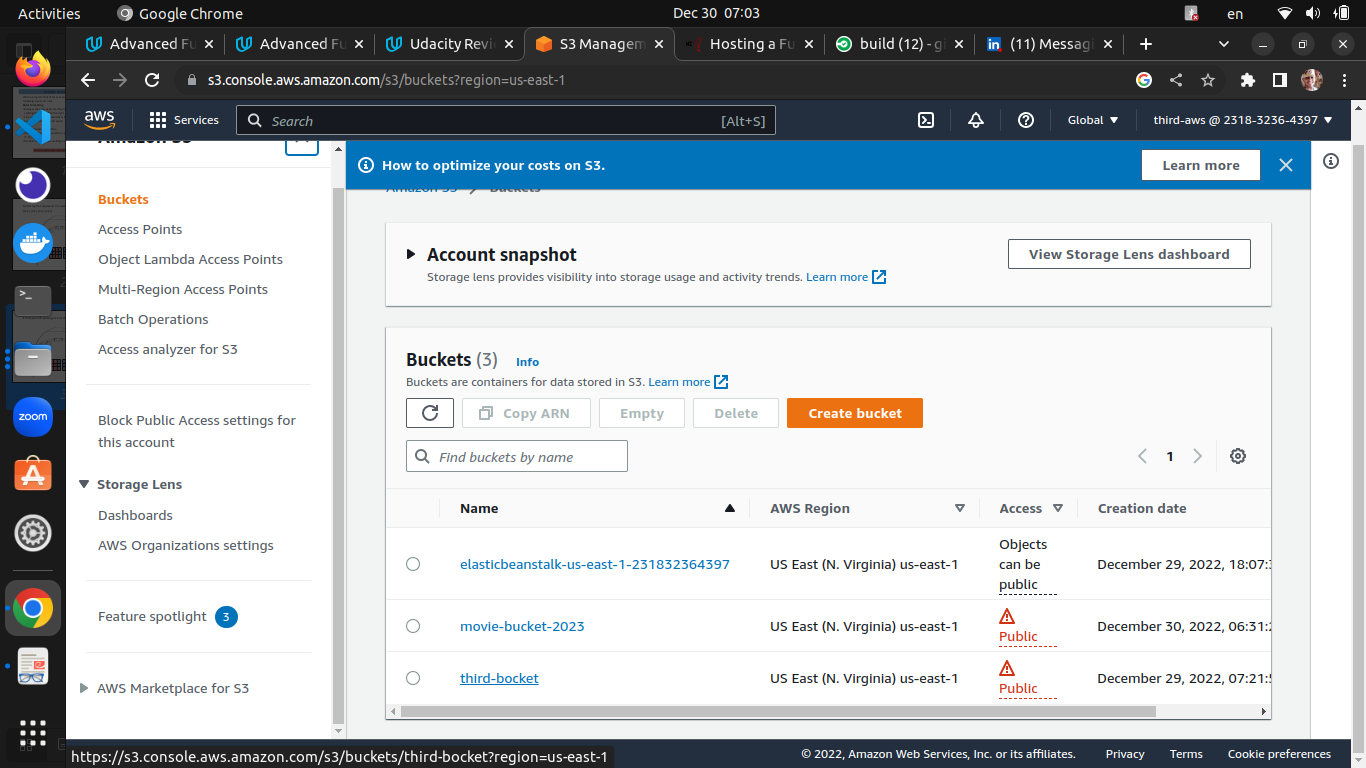 Activities
Google Chrome
Dec 30 07:03
en
Advanced Fu
Advanced Fu
Udacity Revie
S3 Managem
Hosting a Fu
build (12) - gi
(11) Messagi
s3.console.aws.amazon.com/s3/buckets?region=us-east-1
aws
Services
Search
[Alt+S]
Global
third-aws @ 2318-3236-4397
Amazon S3
How to optimize your costs on S3.
Learn more
Amazon S3
Buckets
Buckets
Access Points
Object Lambda Access Points
Multi-Region Access Points
Batch Operations
Access analyzer for S3
Block Public Access settings for
this account
Storage Lens
Dashboards
AWS Organizations settings
Feature spotlight 3
AWS Marketplace for S3
zoom
Account snapshot
Storage lens provides visibility into storage usage and activity trends. Learn more
View Storage Lens dashboard
Buckets (3) Info
Buckets are containers for data stored in S3. Learn more
Copy ARN
Empty
Delete
Create bucket
Find buckets by name
1
Name
AWS Region
Access
Creation date
elasticbeanstalk-us-east-1-231832364397
US East (N. Virginia) us-east-1
Objects
can be
public
December 29, 2022, 18:07:3
movie-bucket-2023
US East (N. Virginia) us-east-1
Public
December 30, 2022, 06:31:2
third-bocket
US East (N. Virginia) us-east-1
Public
December 29, 2022, 07:21:5
https://s3.console.aws.amazon.com/s3/buckets/third-bocket?region=us-east-1
© 2022, Amazon Web Services, Inc. or its affiliates.
Privacy
Terms
Cookie preferences